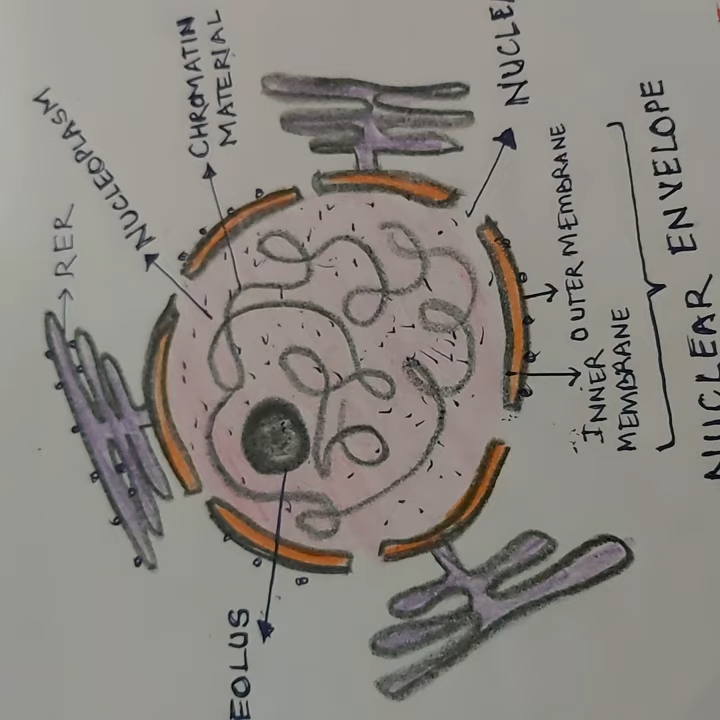 RER
NUCLEOPLASM
CHROMATIN
MATERIAL
NUCLE
OUTER MEMBRANE
INNER
MEMBRANE
ENVELOPE
NUCLEAR
EOLUS